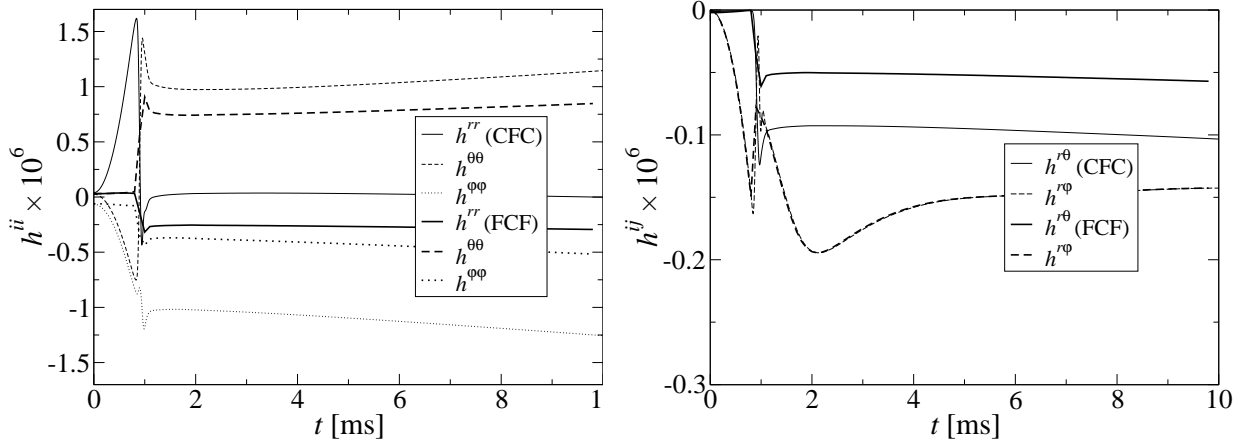 1.5
1
0.5
0
-0.5
-1
-1.5
h^{ii} × 10^6
h^{rr} (CFC)
h^{θθ}
h^{φφ}
h^{rr} (FCF)
h^{θθ}
h^{φφ}
0 2 4 6 8 1
t [ms]
0
-0.1
-0.2
-0.3
h^{ij} × 10^6
h^{rθ} (CFC)
h^{rφ}
h^{rθ} (FCF)
h^{rφ}
0 2 4 6 8 10
t [ms]